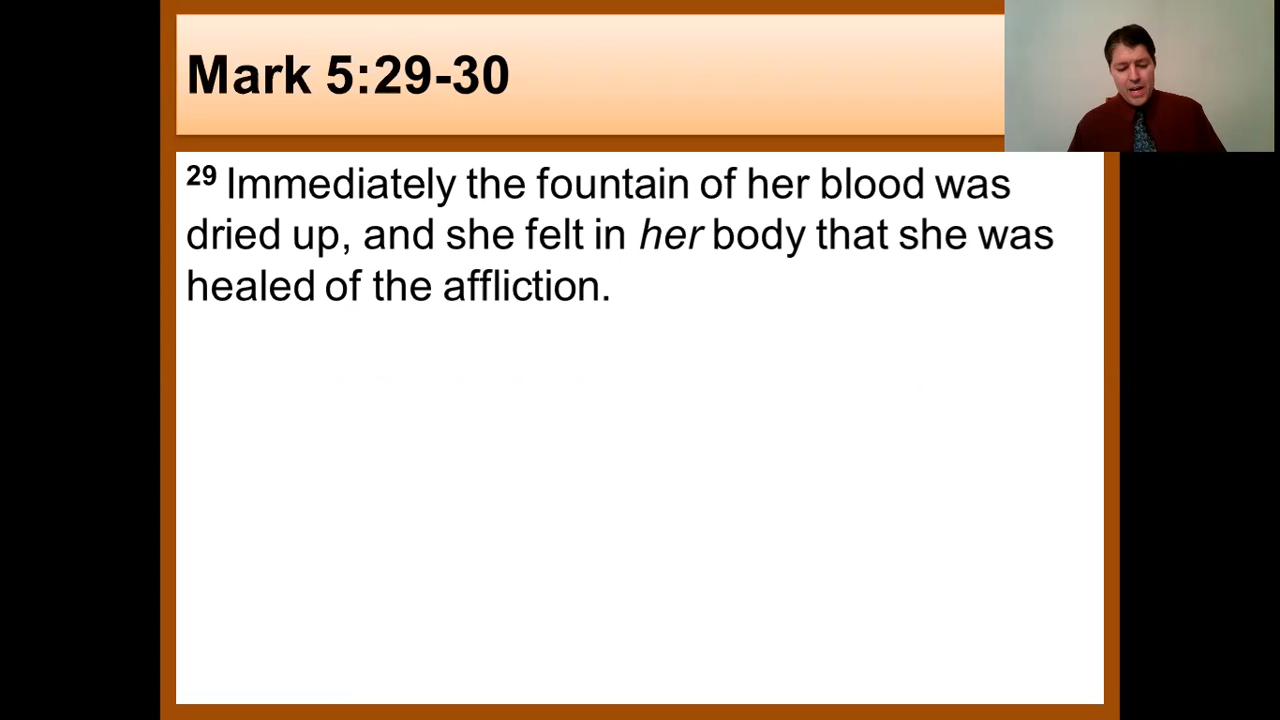 Mark 5:29-30
29 Immediately the fountain of her blood was
dried up, and she felt in her body that she was
healed of the affliction.